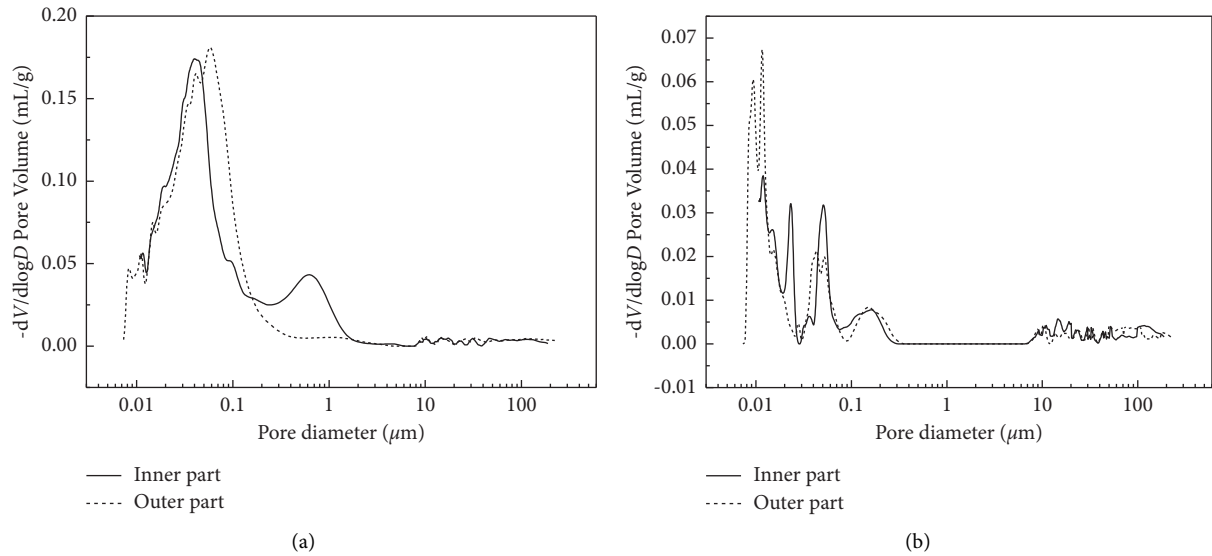 0.20
0.15
0.10
0.05
0.00
-dV/dlogD Pore Volume (mL/g)
0.01 0.1 1 10 100
Pore diameter (μm)
Inner part
Outer part
(a)
0.07
0.06
0.05
0.04
0.03
0.02
0.01
0.00
-0.01
-dV/dlogD Pore Volume (mL/g)
0.01 0.1 1 10 100
Pore diameter (μm)
Inner part
Outer part
(b)